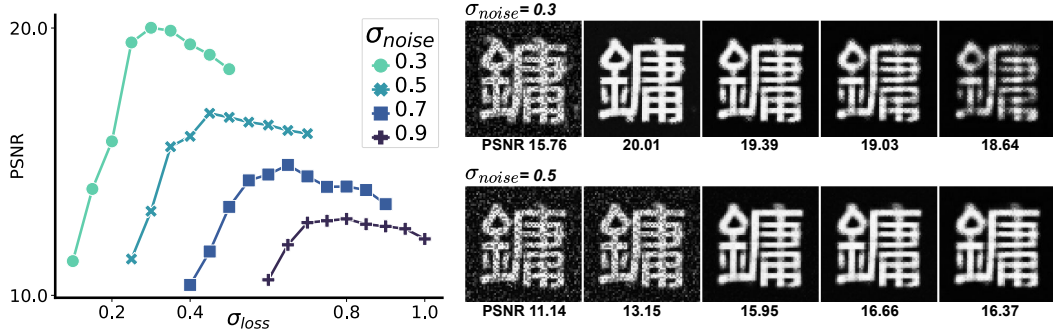 20.0
10.0
PSNR
0.2
0.4
0.6
0.8
1.0
σloss
σnoise
0.3
0.5
0.7
0.9
σnoise = 0.3
鏞 鏞 鏞 鏞 鏞
PSNR 15.76 20.01 19.39 19.03 18.64
σnoise = 0.5
鏞 鏞 鏞 鏞 鏞
PSNR 11.14 13.15 15.95 16.66 16.37